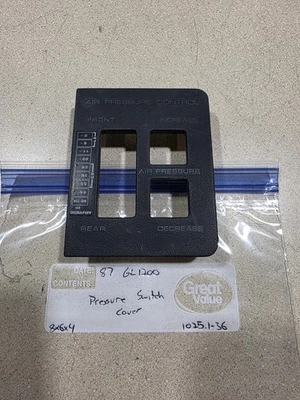 AIR PRESSURE CONTROL
FRONT INCREASE
AIR PRESSURE
REAR DECREASE
DATE: 87 GL1200
CONTENTS: Pressure Switch
cover
Great
Value
8x6x4 1025.1-36